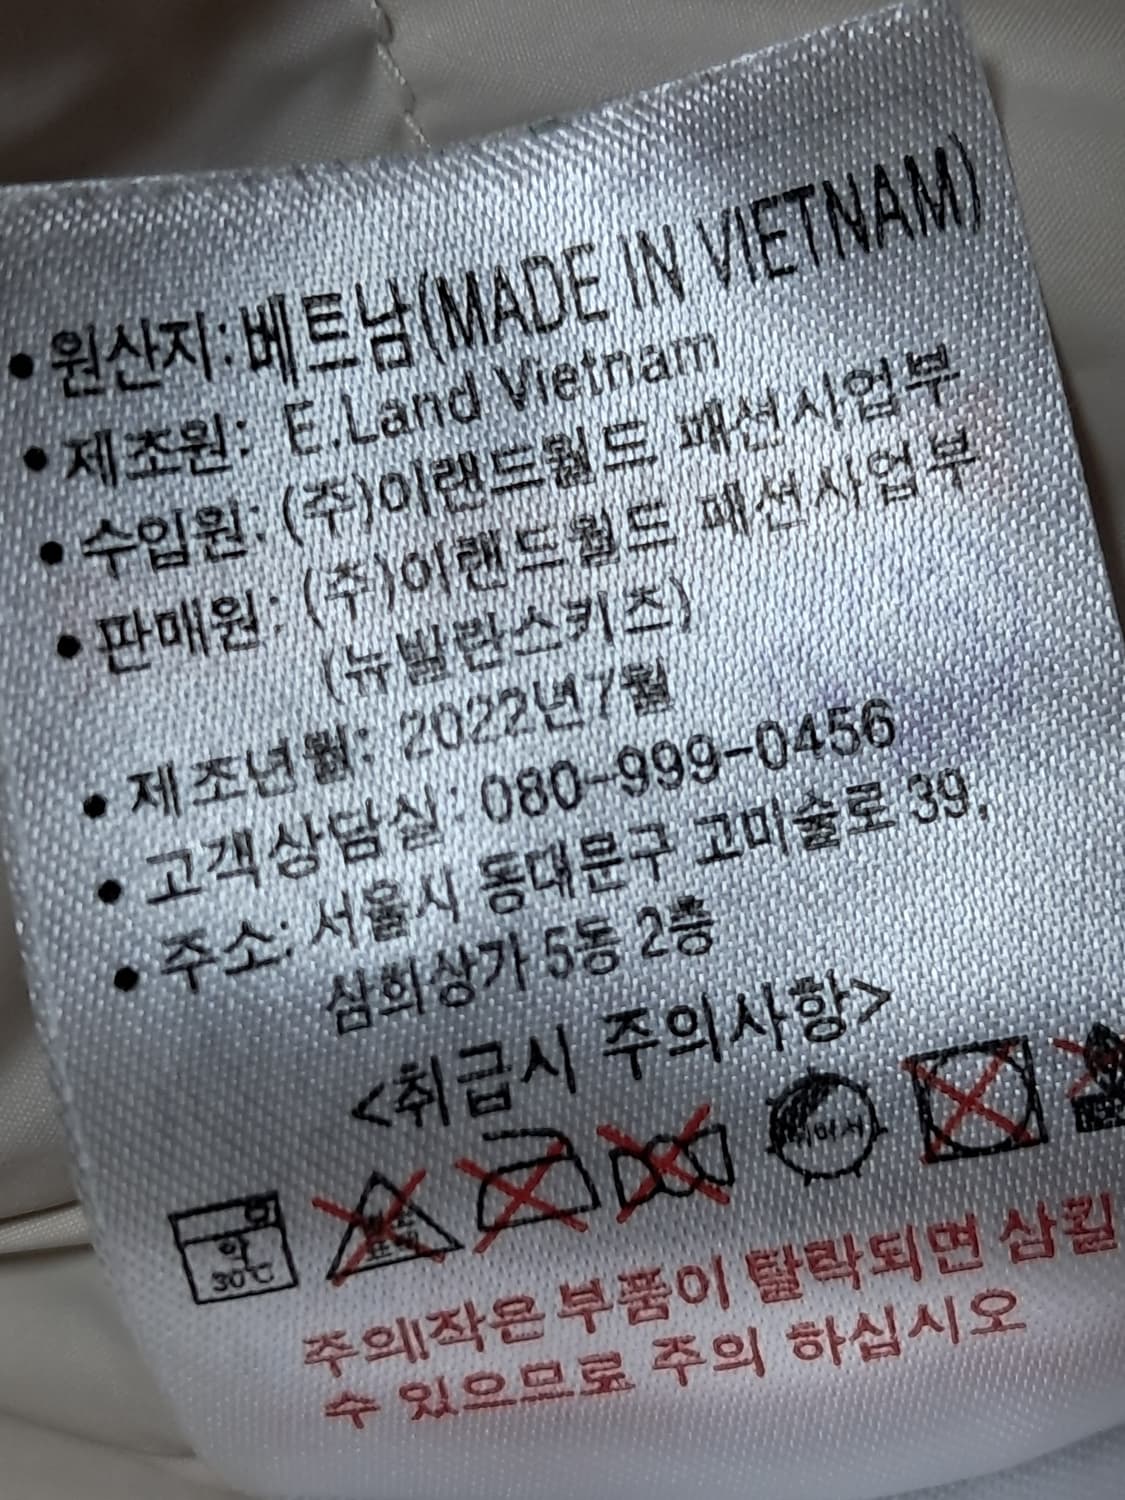 • 원산지: 베트남(MADE IN VIETNAM)
• 제조원: E.Land Vietnam
• 수입원: (주)이랜드월드 패션사업부
• 판매원: (주)이랜드월드 패션사업부
(뉴발란스키즈)
• 제조년월: 2022년7월
• 고객상담실: 080-999-0456
• 주소: 서울시 동대문구 고미술로 39,
삼희상가 5동 2층
<취급시 주의사항>
약
30℃
주의!작은 부품이 탈락되면 삼킬
수 있으므로 주의 하십시오